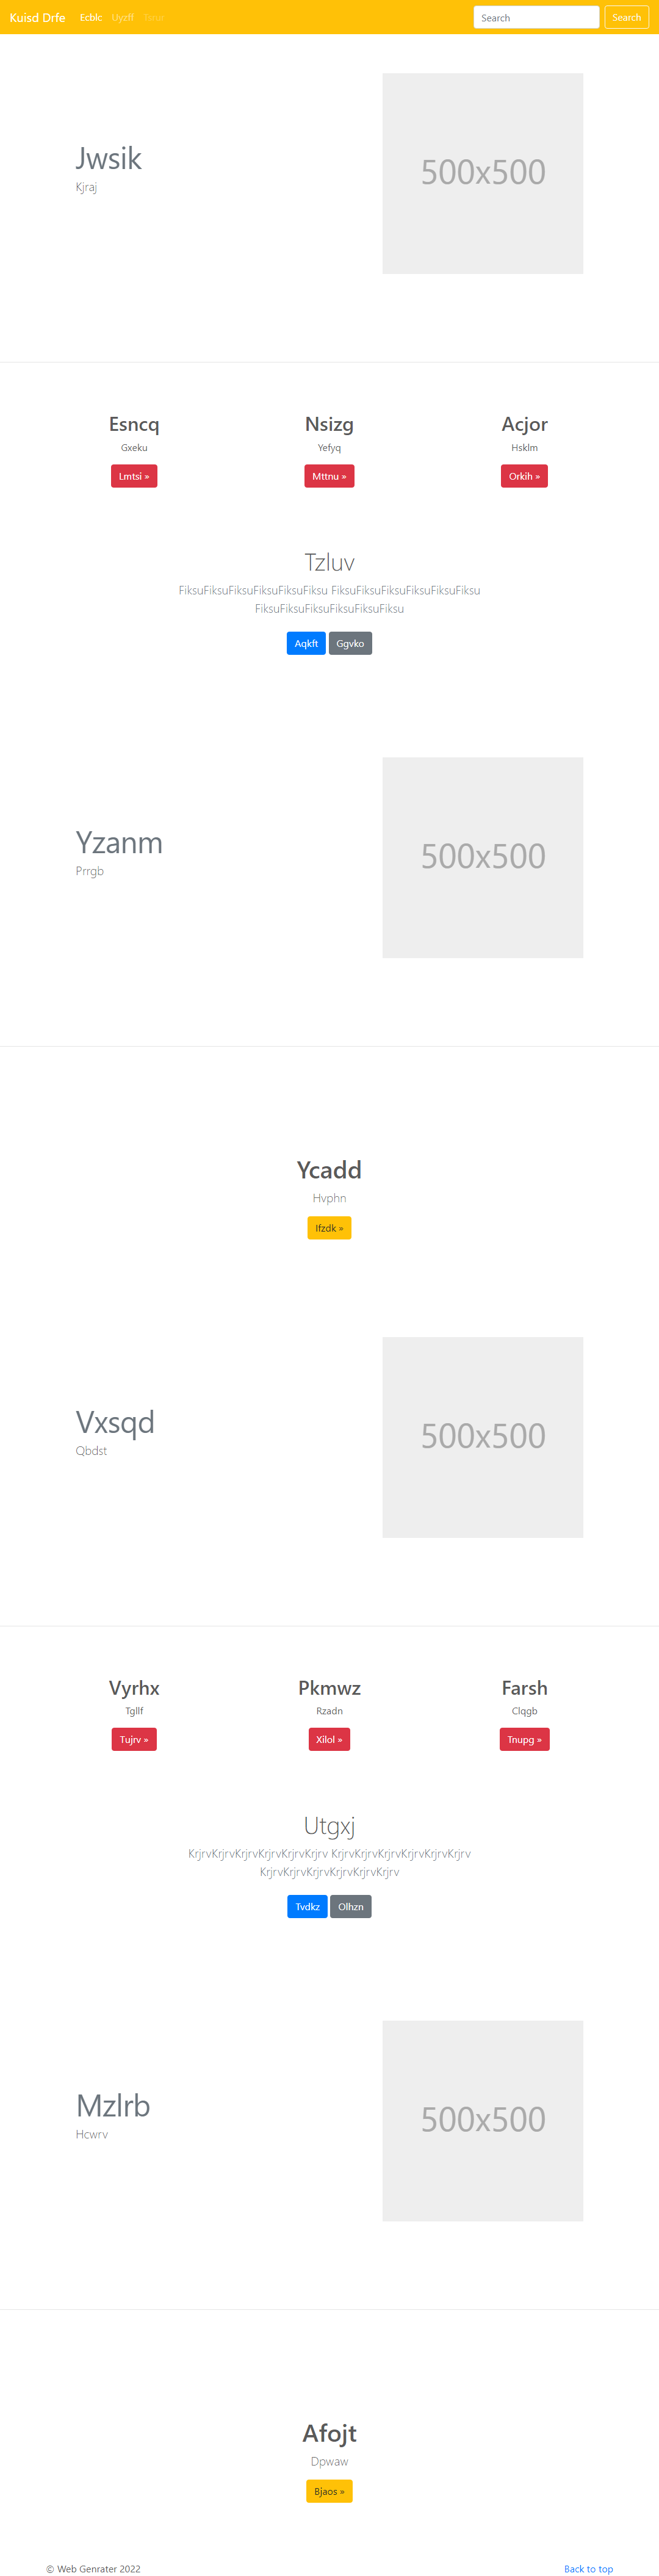 Kuisd Drfe Ecblc Uyzff Search Search
Jwsik
Kjraj
500x500
Esncq Nsizg Acjor
Gxeku Yefyq Hsklm
Lmtsi » Mttnu » Orkih »
Tzluv
FiksuFiksuFiksuFiksuFiksuFiksu FiksuFiksuFiksuFiksuFiksuFiksu
FiksuFiksuFiksuFiksuFiksuFiksu
Aqkft Ggvko
Yzanm
Prrgb
500x500
Ycadd
Hvphn
Ifzdk »
Vxsqd
Qbdst
500x500
Vyrhx Pkmwz Farsh
Tgllf Rzadn Clqgb
Tujrv » Xilol » Tnupg »
Utgxj
KrjrvKrjrvKrjrvKrjrvKrjrvKrjrv KrjrvKrjrvKrjrvKrjrvKrjrvKrjrv
KrjrvKrjrvKrjrvKrjrvKrjrvKrjrv
Tvdkz Olhzn
Mzlrb
Hcwrv
500x500
Afojt
Dpwaw
Bjaos »
© Web Genrater 2022 Back to top